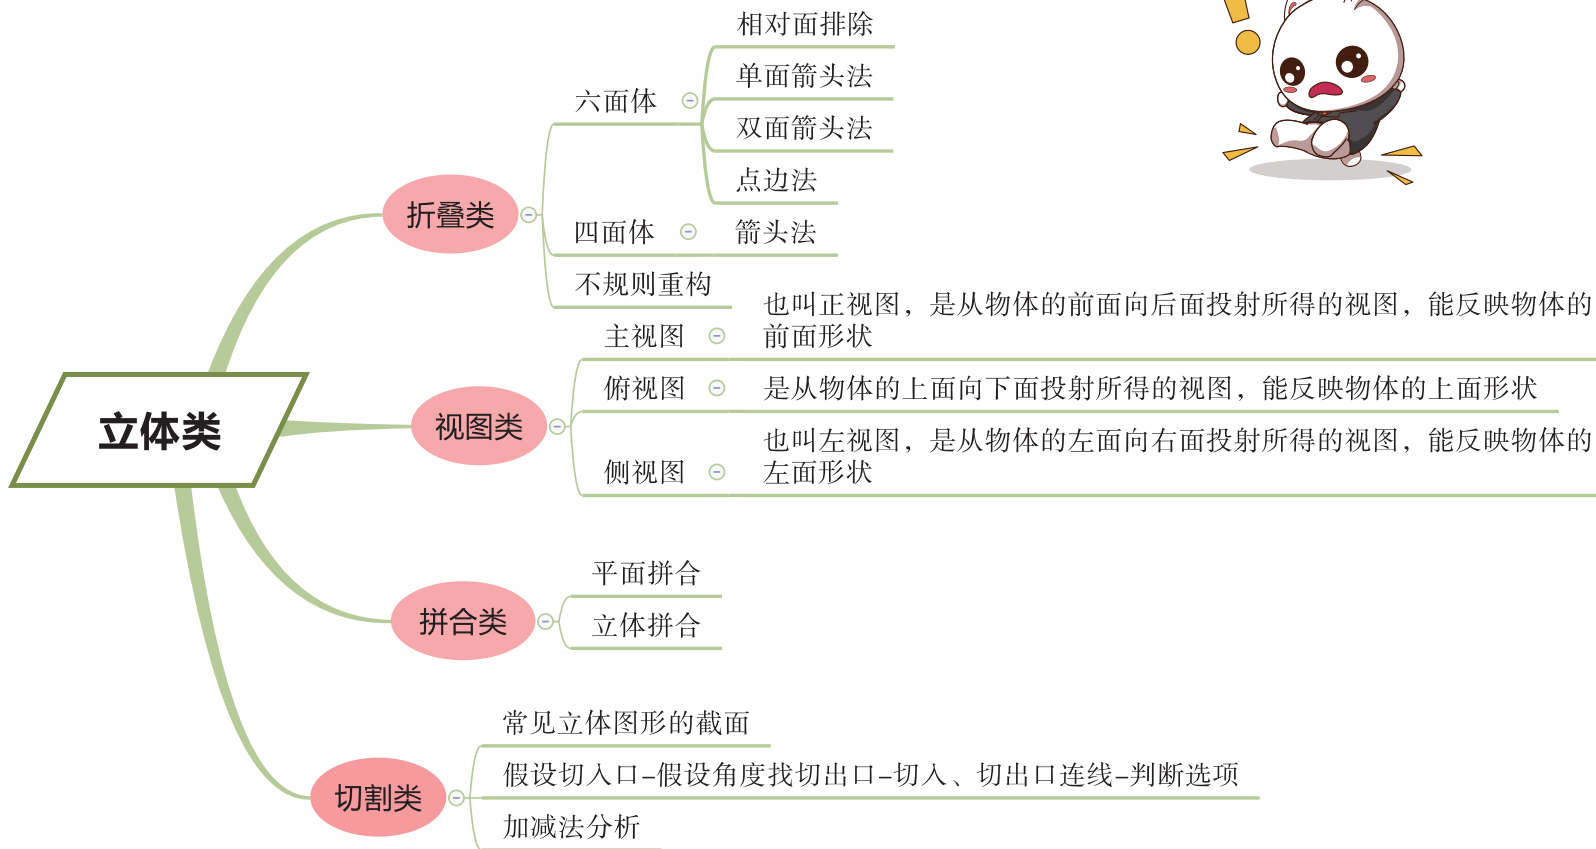 立体类
折叠类
六面体
相对面排除
单面箭头法
双面箭头法
点边法
四面体
箭头法
不规则重构
视图类
主视图
也叫正视图，是从物体的前面向后面投射所得的视图，能反映物体的
前面形状
俯视图
是从物体的上面向下面投射所得的视图，能反映物体的上面形状
侧视图
也叫左视图，是从物体的左面向右面投射所得的视图，能反映物体的
左面形状
拼合类
平面拼合
立体拼合
切割类
常见立体图形的截面
假设切入口–假设角度找切出口–切入、切出口连线–判断选项
加减法分析